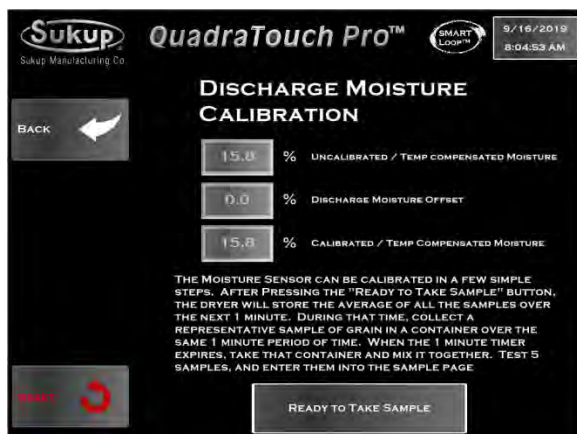 Sukup
Sukup Manufacturing Co
QuadraTouch Pro™
SMART
LOOP™
9/16/2019
8:04:53 AM
DISCHARGE MOISTURE
CALIBRATION
BACK
15.8 % UNCALIBRATED / TEMP COMPENSATED MOISTURE
0.0 % DISCHARGE MOISTURE OFFSET
15.8 % CALIBRATED / TEMP COMPENSATED MOISTURE
THE MOISTURE SENSOR CAN BE CALIBRATED IN A FEW SIMPLE
STEPS. AFTER PRESSING THE "READY TO TAKE SAMPLE" BUTTON,
THE DRYER WILL STORE THE AVERAGE OF ALL THE SAMPLES OVER
THE NEXT 1 MINUTE. DURING THAT TIME, COLLECT A
REPRESENTATIVE SAMPLE OF GRAIN IN A CONTAINER OVER THE
SAME 1 MINUTE PERIOD OF TIME. WHEN THE 1 MINUTE TIMER
EXPIRES, TAKE THAT CONTAINER AND MIX IT TOGETHER. TEST 5
SAMPLES, AND ENTER THEM INTO THE SAMPLE PAGE
RESET
READY TO TAKE SAMPLE